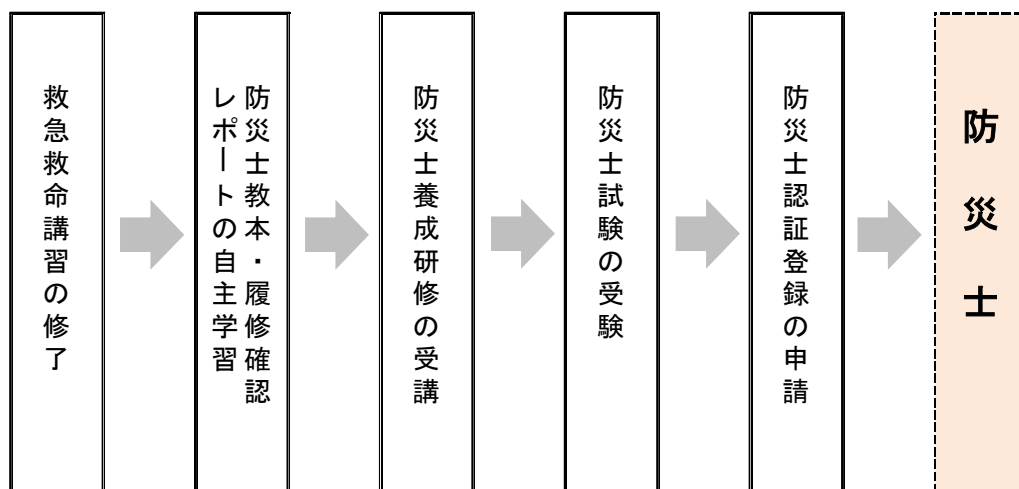 救急救命講習の修了
防災士教本・履修確認
レポートの自主学習
防災士養成研修の受講
防災士試験の受験
防災士認証登録の申請
防災士